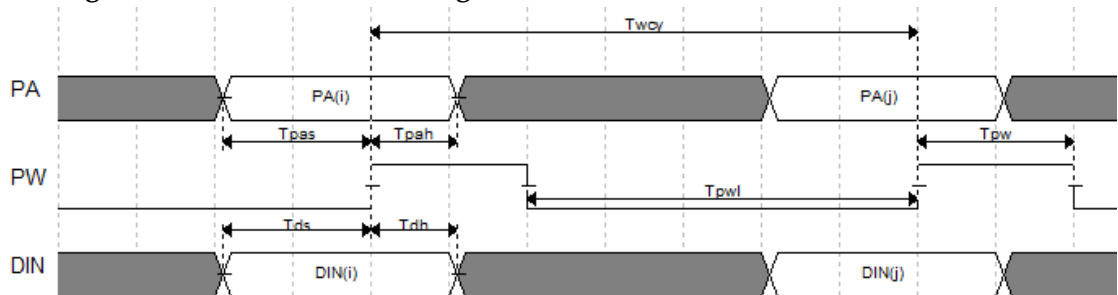 Twcy
PA PA(i) PA(j)
Tpas Tpah Tpw
PW
Tpwl
Tds Tdh
DIN DIN(i) DIN(j)